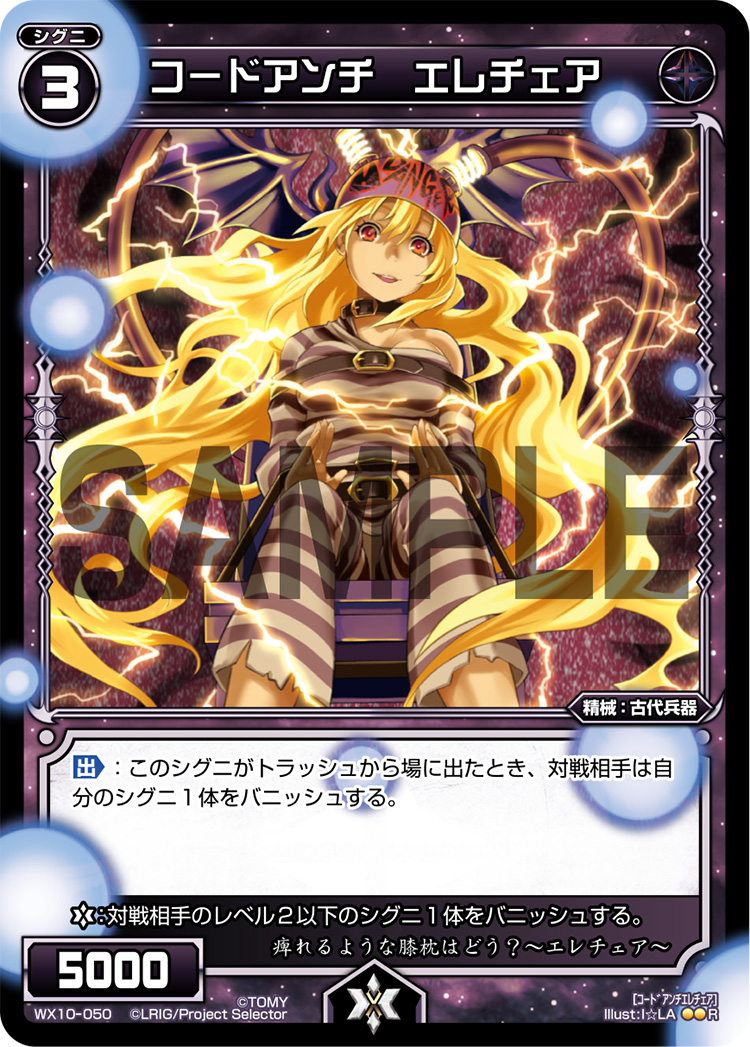 シグニ
3
コードアンチ　エレチェア
DANGER
SAMPLE
精械：古代兵器
出：このシグニがトラッシュから場に出たとき、対戦相手は自
分のシグニ１体をバニッシュする。
：対戦相手のレベル２以下のシグニ１体をバニッシュする。
痺れるような膝枕はどう？～エレチェア～
5000
©TOMY
[コードアンチエレチェア]
WX10-050 ©LRIG/Project Selector
Illust:I☆LA R